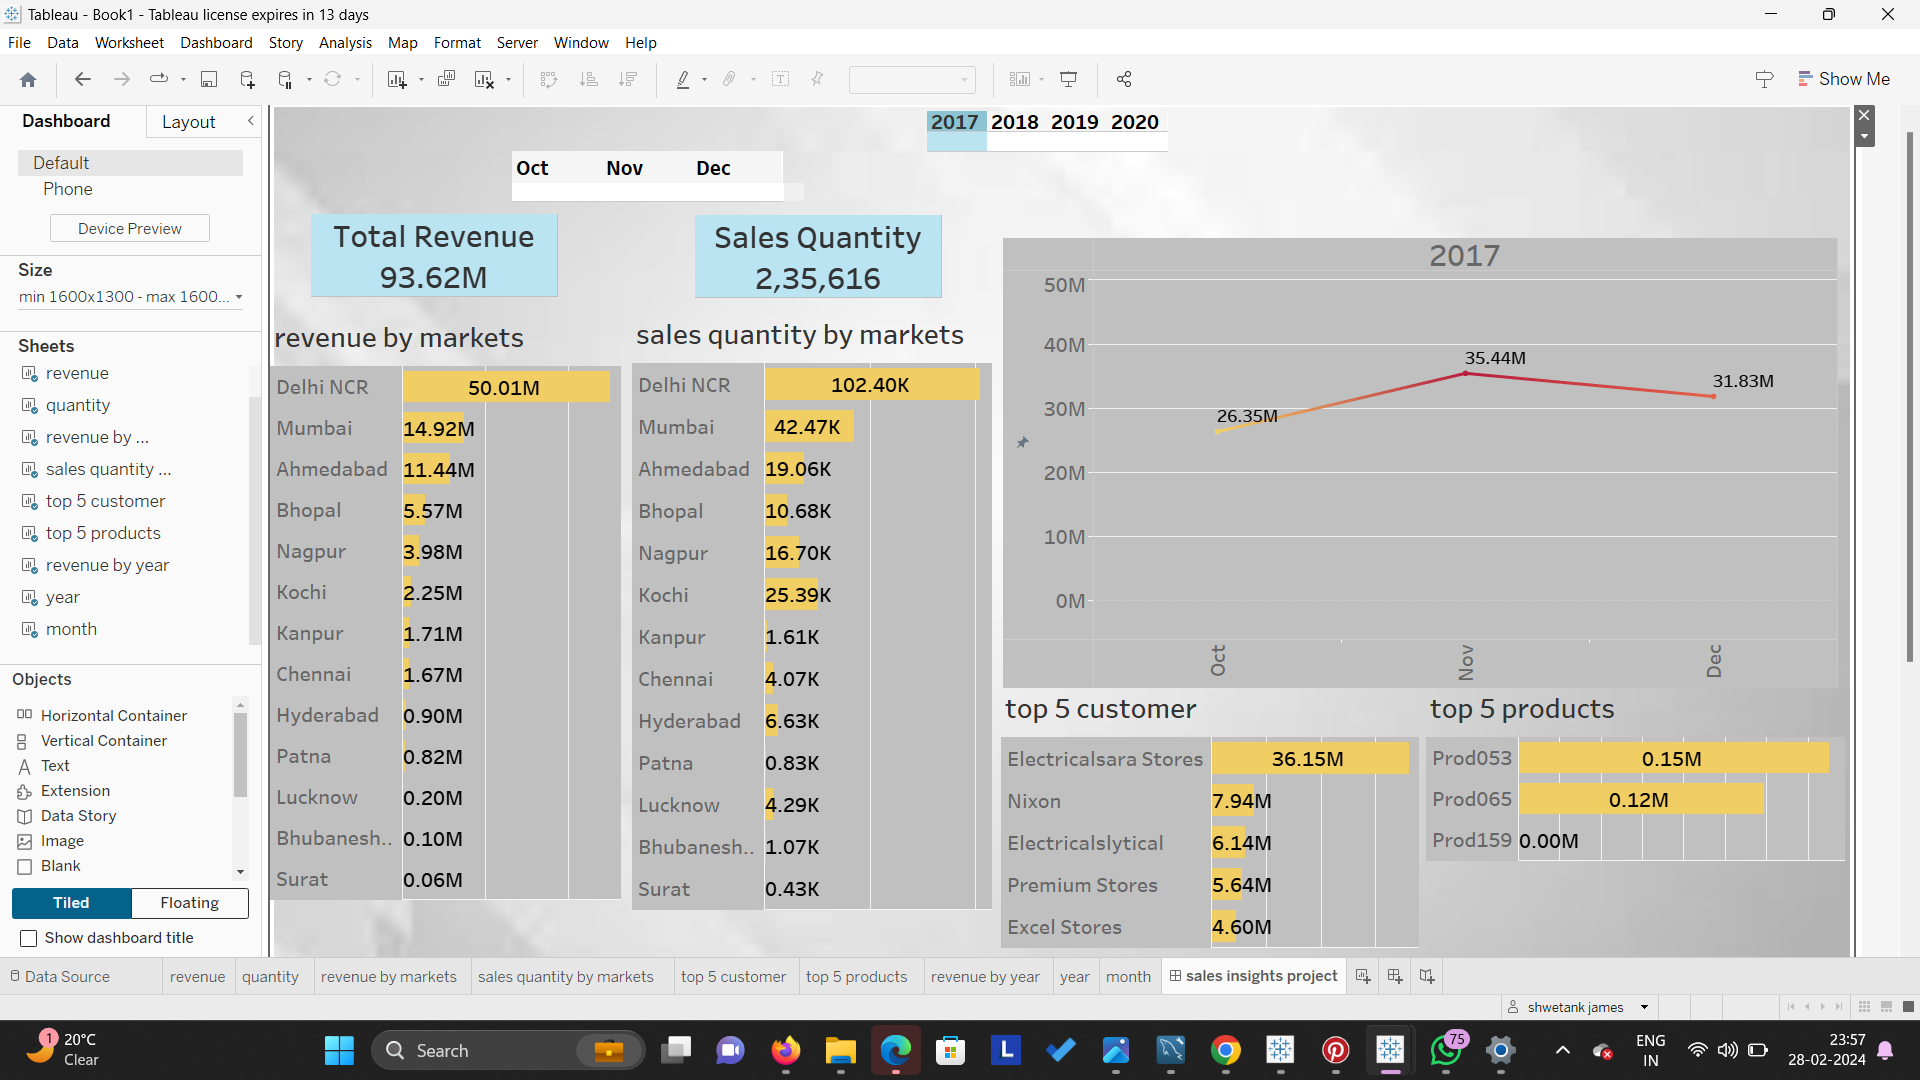 Tableau - Book1 - Tableau license expires in 13 days
File Data Worksheet Dashboard Story Analysis Map Format Server Window Help
Show Me
Dashboard Layout
Default
Phone
Device Preview
Size
min 1600x1300 - max 1600...
Sheets
revenue
quantity
revenue by ...
sales quantity ...
top 5 customer
top 5 products
revenue by year
year
month
Objects
Horizontal Container
Vertical Container
Text
Extension
Data Story
Image
Blank
Tiled Floating
Show dashboard title
2017 2018 2019 2020
Oct Nov Dec
Total Revenue
93.62M
Sales Quantity
2,35,616
revenue by markets
Delhi NCR 50.01M
Mumbai 14.92M
Ahmedabad 11.44M
Bhopal 5.57M
Nagpur 3.98M
Kochi 2.25M
Kanpur 1.71M
Chennai 1.67M
Hyderabad 0.90M
Patna 0.82M
Lucknow 0.20M
Bhubanesh.. 0.10M
Surat 0.06M
sales quantity by markets
Delhi NCR 102.40K
Mumbai 42.47K
Ahmedabad 19.06K
Bhopal 10.68K
Nagpur 16.70K
Kochi 25.39K
Kanpur 1.61K
Chennai 4.07K
Hyderabad 6.63K
Patna 0.83K
Lucknow 4.29K
Bhubanesh.. 1.07K
Surat 0.43K
2017
50M
40M
30M
20M
10M
0M
26.35M
35.44M
31.83M
Oct Nov Dec
top 5 customer
Electricalsara Stores 36.15M
Nixon 7.94M
Electricalslytical 6.14M
Premium Stores 5.64M
Excel Stores 4.60M
top 5 products
Prod053 0.15M
Prod065 0.12M
Prod159 0.00M
Data Source revenue quantity revenue by markets sales quantity by markets top 5 customer top 5 products revenue by year year month sales insights project
shwetank james
1
20°C
Clear
Search
L
75
ENG
IN
23:57
28-02-2024